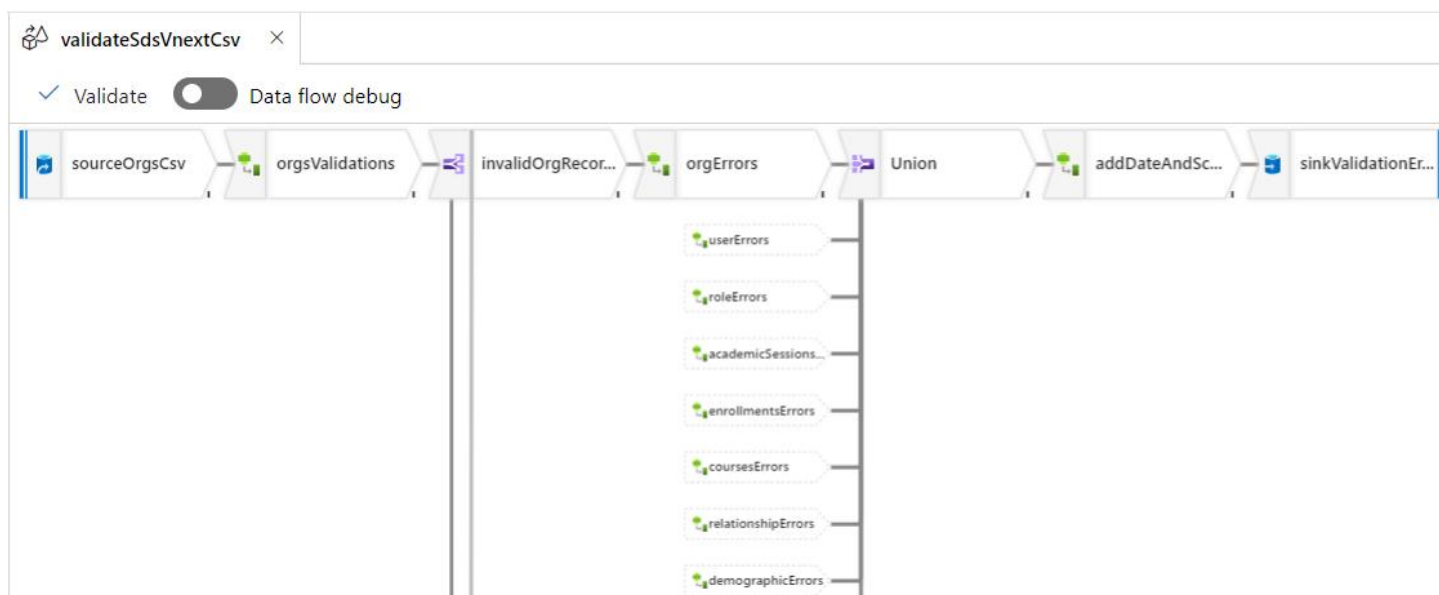 validateSdsVnextCsv
Validate Data flow debug
sourceOrgsCsv orgsValidations invalidOrgRecor... orgErrors Union addDateAndSc... sinkValidationEr...
userErrors
roleErrors
academicSessions...
enrollmentsErrors
coursesErrors
relationshipErrors
demographicErrors